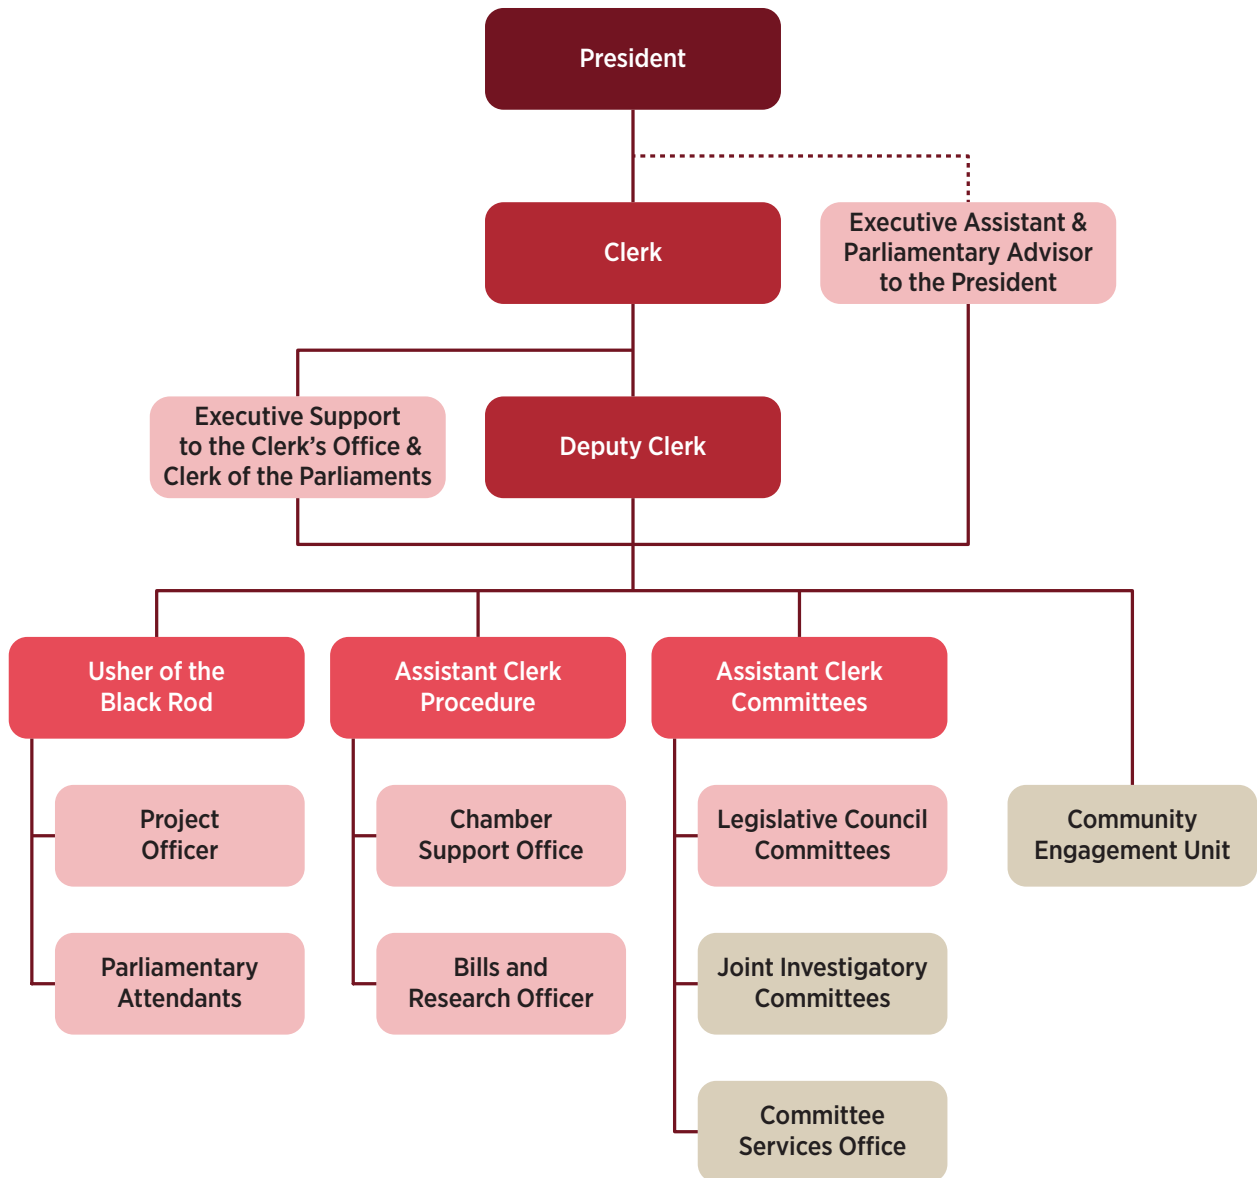 President
Clerk
Executive Assistant &
Parliamentary Advisor
to the President
Executive Support
to the Clerk’s Office &
Clerk of the Parliaments
Deputy Clerk
Usher of the
Black Rod
Assistant Clerk
Procedure
Assistant Clerk
Committees
Project
Officer
Chamber
Support Office
Legislative Council
Committees
Community
Engagement Unit
Parliamentary
Attendants
Bills and
Research Officer
Joint Investigatory
Committees
Committee
Services Office